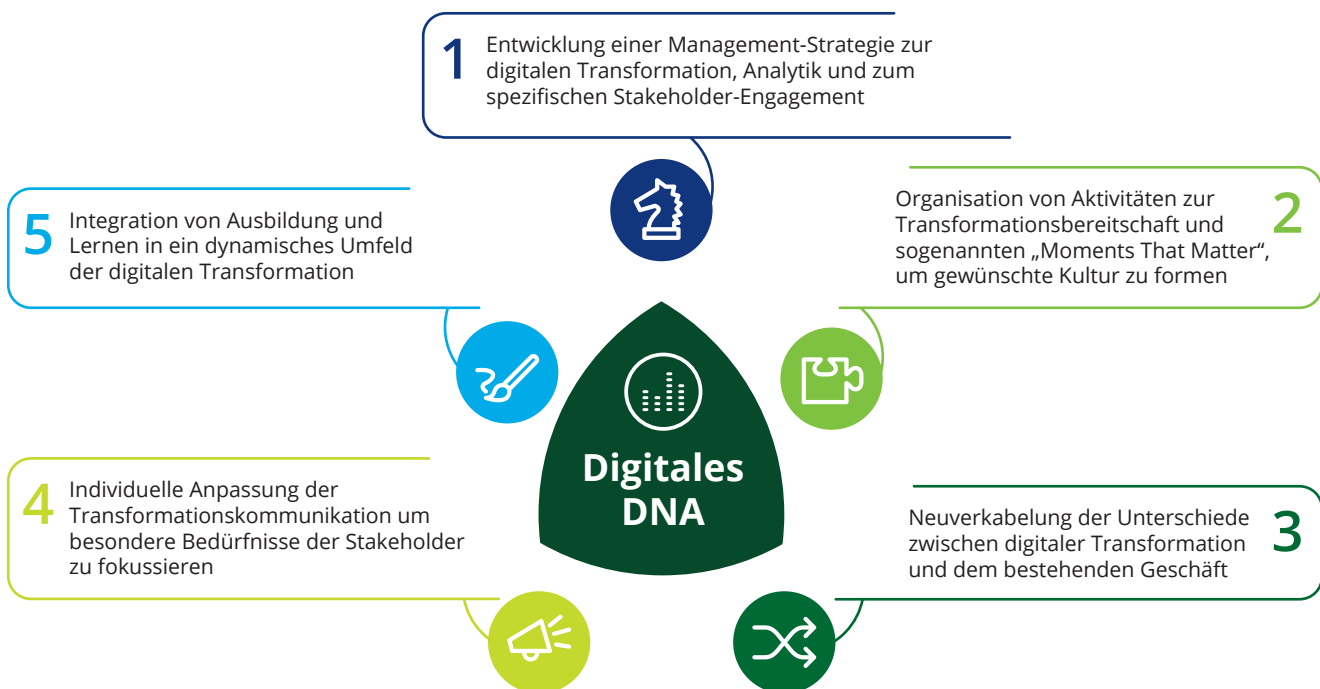 1
Entwicklung einer Management-Strategie zur
digitalen Transformation, Analytik und zum
spezifischen Stakeholder-Engagement
2
Organisation von Aktivitäten zur
Transformationsbereitschaft und
sogenannten „Moments That Matter“,
um gewünschte Kultur zu formen
3
Neuverkabelung der Unterschiede
zwischen digitaler Transformation
und dem bestehenden Geschäft
4
Individuelle Anpassung der
Transformationskommunikation um
besondere Bedürfnisse der Stakeholder
zu fokussieren
5
Integration von Ausbildung und
Lernen in ein dynamisches Umfeld
der digitalen Transformation
Digitales
DNA